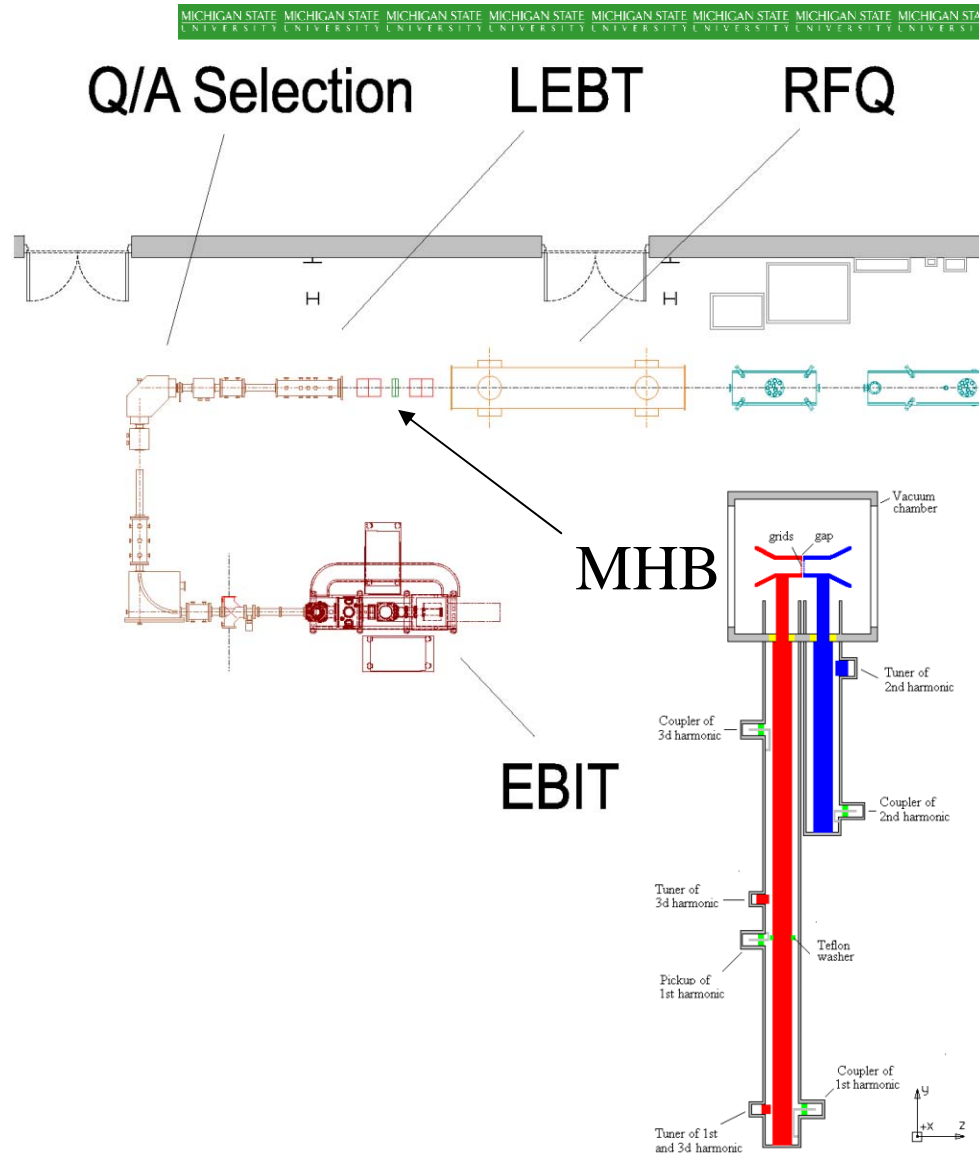 MICHIGAN STATE MICHIGAN STATE MICHIGAN STATE MICHIGAN STATE MICHIGAN STATE MICHIGAN STATE MICHIGAN STATE MICHIGAN STA
UNIVERSITY UNIVERSITY UNIVERSITY UNIVERSITY UNIVERSITY UNIVERSITY UNIVERSITY UNIVERSIT
Q/A Selection LEBT RFQ
H H
MHB
EBIT
Vacuum
chamber
grids gap
Tuner of
2nd harmonic
Coupler of
3d harmonic
Coupler of
2nd harmonic
Tuner of
3d harmonic
Teflon
washer
Pickup of
1st harmonic
Coupler of
1st harmonic
Tuner of 1st
and 3d harmonic
y
+x z